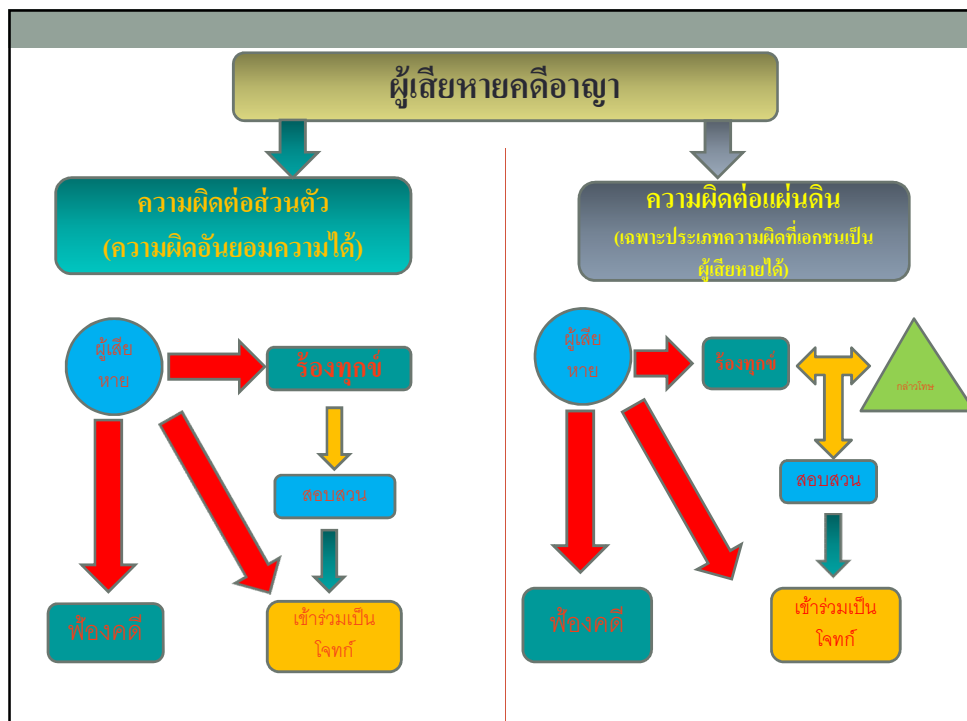 ผู้เสียหายคดีอาญา
ความผิดต่อส่วนตัว
(ความผิดอันยอมความได้)
ผู้เสีย
หาย
ร้องทุกข์
สอบสวน
ฟ้องคดี
เข้าร่วมเป็น
โจทก์
ความผิดต่อแผ่นดิน
(เฉพาะประเภทความผิดที่เอกชนเป็น
ผู้เสียหายได้)
ผู้เสีย
หาย
ร้องทุกข์
กล่าวโทษ
สอบสวน
ฟ้องคดี
เข้าร่วมเป็น
โจทก์